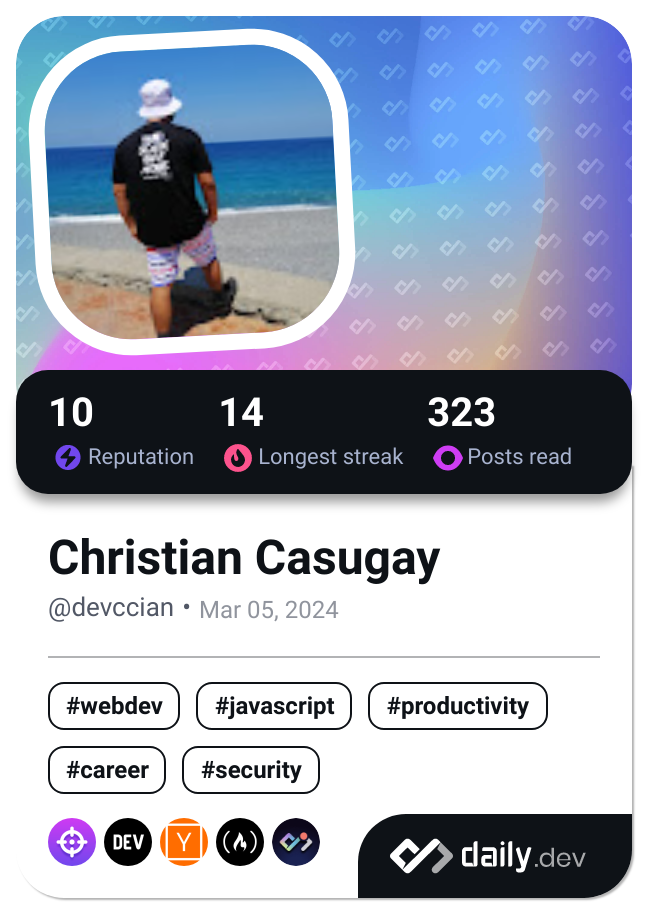 10 14 323
Reputation Longest streak Posts read
Christian Casugay
@devccian • Mar 05, 2024
#webdev #javascript #productivity
#career #security
DEV Y
daily.dev